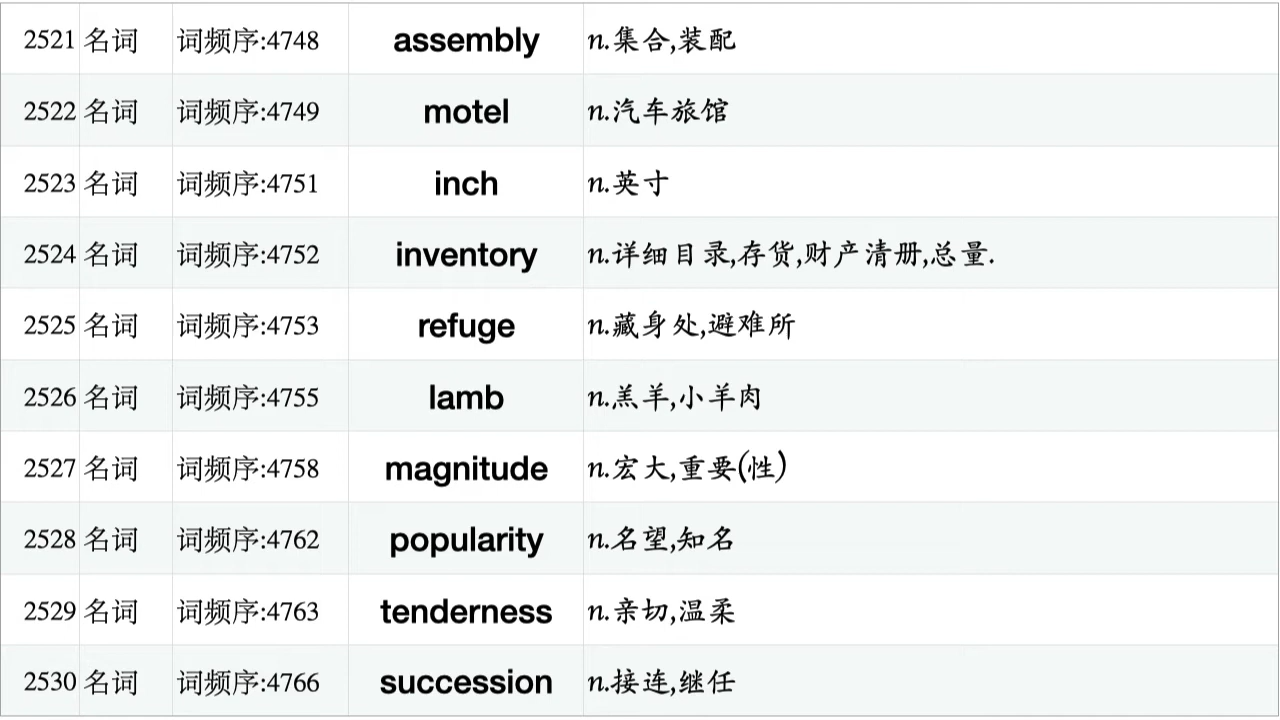 2521 名词 词频序:4748 assembly n.集合,装配
2522 名词 词频序:4749 motel n.汽车旅馆
2523 名词 词频序:4751 inch n.英寸
2524 名词 词频序:4752 inventory n.详细目录,存货,财产清册,总量.
2525 名词 词频序:4753 refuge n.藏身处,避难所
2526 名词 词频序:4755 lamb n.羔羊,小羊肉
2527 名词 词频序:4758 magnitude n.宏大,重要(性)
2528 名词 词频序:4762 popularity n.名望,知名
2529 名词 词频序:4763 tenderness n.亲切,温柔
2530 名词 词频序:4766 succession n.接连,继任